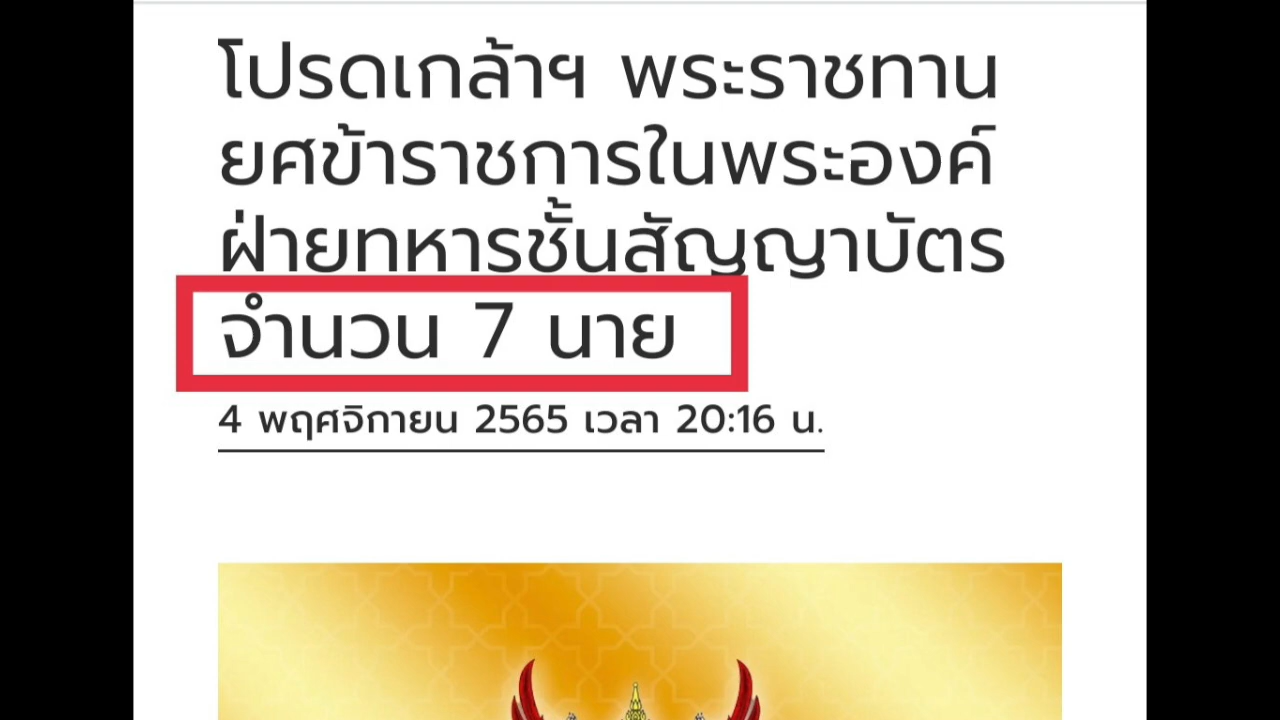 โปรดเกล้าฯ พระราชทาน
ยศข้าราชการในพระองค์
ฝ่ายทหารชั้นสัญญาบัตร
จำนวน 7 นาย
4 พฤศจิกายน 2565 เวลา 20:16 น.